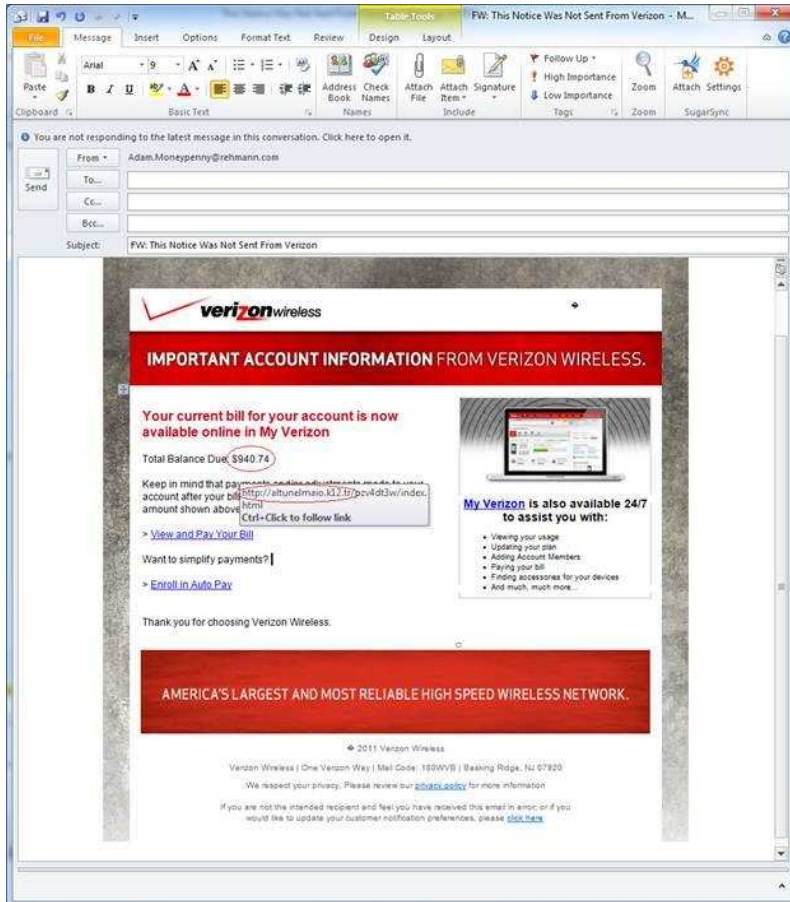 Table Tools
FW: This Notice Was Not Sent From Verizon - M...
File Message Insert Options Format Text Review Design Layout
Paste
Arial 9
B I U
Address Book
Check Names
Attach File
Attach Item
Signature
Follow Up
High Importance
Low Importance
Zoom
Attach Settings
Clipboard Basic Text Names Include Tags Zoom SugarSync
You are not responding to the latest message in this conversation. Click here to open it.
Send
From Adam.Moneypenny@rehmann.com
To...
Cc...
Bcc...
Subject: FW: This Notice Was Not Sent From Verizon
verizonwireless
IMPORTANT ACCOUNT INFORMATION FROM VERIZON WIRELESS.
Your current bill for your account is now
available online in My Verizon
Total Balance Due: $940.74
Keep in mind that payments and/or adjustments made to your
account after your bill
amount shown above
http://altunelmaio.k12.tr/pzv4dt3w/index.
html
Ctrl+Click to follow link
> View and Pay Your Bill
Want to simplify payments?
> Enroll in Auto Pay
Thank you for choosing Verizon Wireless.
My Verizon is also available 24/7
to assist you with:
• Viewing your usage
• Updating your plan
• Adding Account Members
• Paying your bill
• Finding accessories for your devices
• And much, much more...
AMERICA'S LARGEST AND MOST RELIABLE HIGH SPEED WIRELESS NETWORK.
2011 Verizon Wireless
Verizon Wireless | One Verizon Way | Mail Code: 180WVB | Basking Ridge, NJ 07920
We respect your privacy. Please review our privacy policy for more information
If you are not the intended recipient and feel you have received this email in error; or if you
would like to update your customer notification preferences, please click here